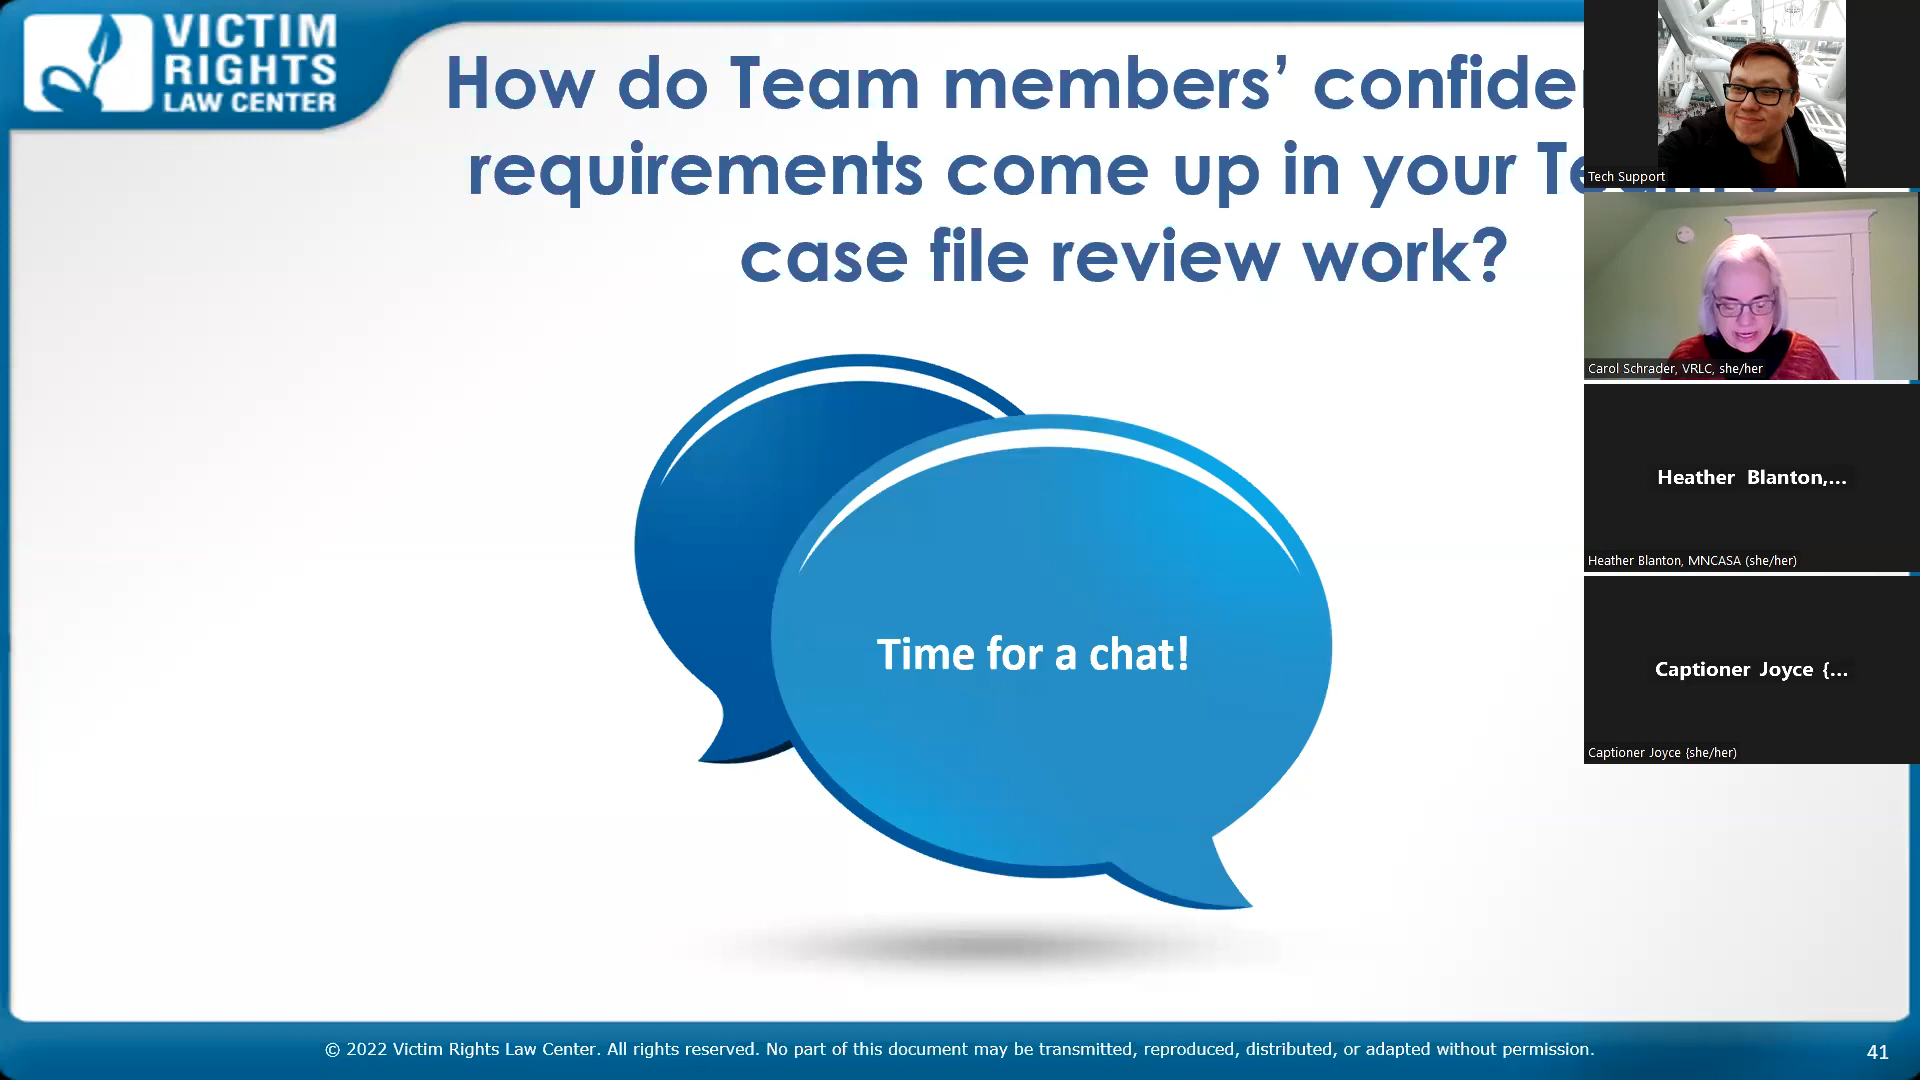 VICTIM
RIGHTS
LAW CENTER
How do Team members’
requirements come up in your
case file review work?
Time for a chat!
Tech Support
Carol Schrader, VRLC, she/her
Heather Blanton,...
Heather Blanton, MNCASA (she/her)
Captioner Joyce {...
Captioner Joyce {she/her)
© 2022 Victim Rights Law Center. All rights reserved. No part of this document may be transmitted, reproduced, distributed, or adapted without permission.
41